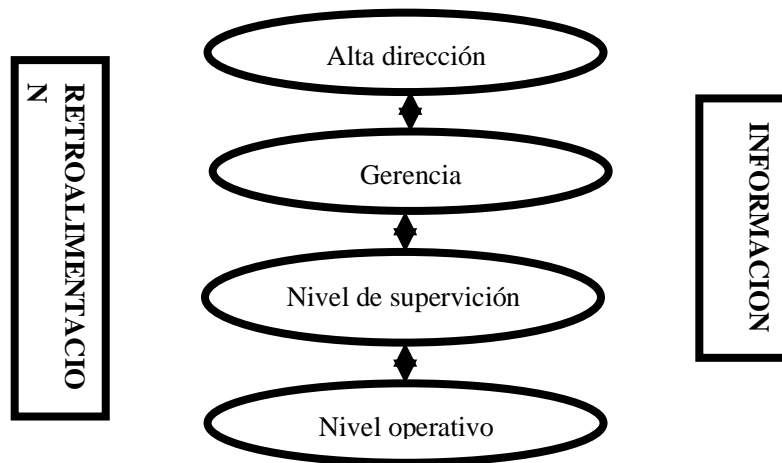 Alta dirección
RETROALIMENTACIO
N
Gerencia
INFORMACION
Nivel de supervición
Nivel operativo